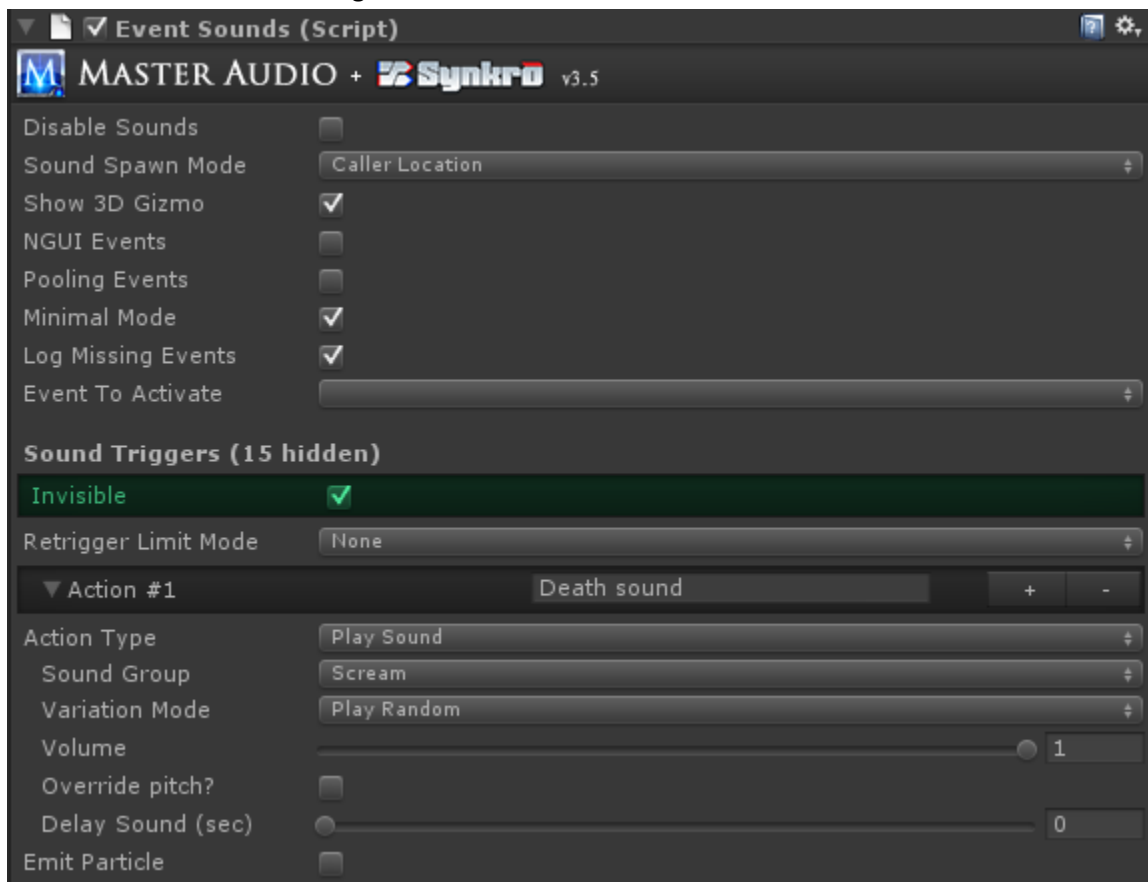 Event Sounds (Script)
M MASTER AUDIO + Synkro v3.5
Disable Sounds
Sound Spawn Mode Caller Location
Show 3D Gizmo
NGUI Events
Pooling Events
Minimal Mode
Log Missing Events
Event To Activate
Sound Triggers (15 hidden)
Invisible
Retrigger Limit Mode None
Action #1 Death sound + -
Action Type Play Sound
Sound Group Scream
Variation Mode Play Random
Volume 1
Override pitch?
Delay Sound (sec) 0
Emit Particle